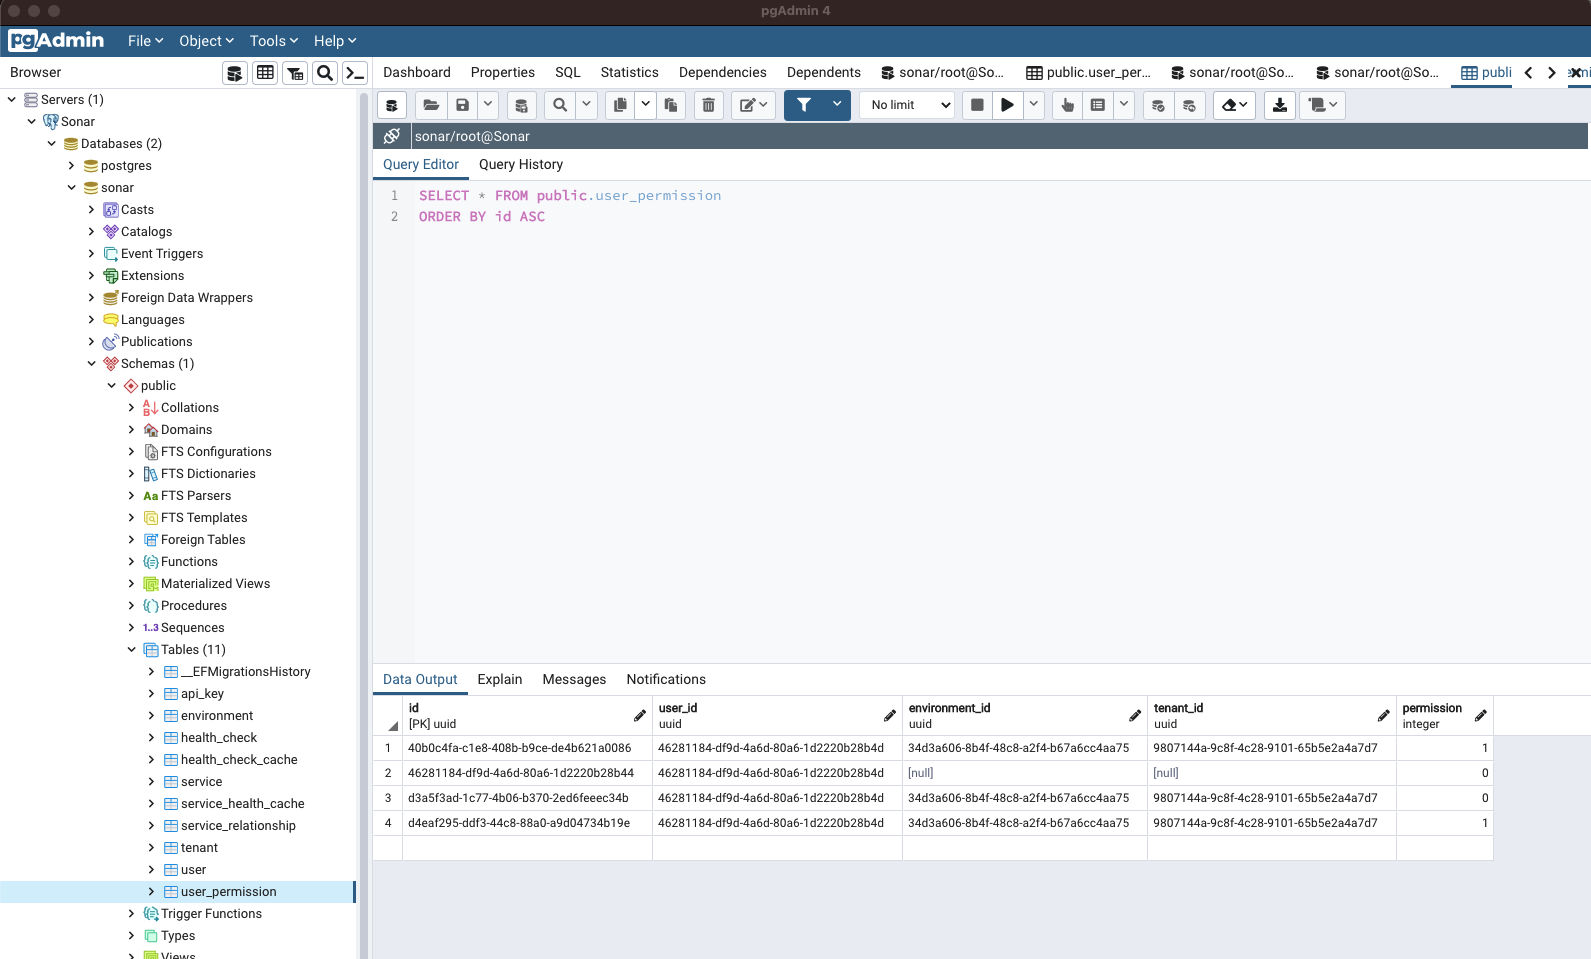 pgAdmin 4
pgAdmin File Object Tools Help
Browser
Dashboard Properties SQL Statistics Dependencies Dependents sonar/root@So... public.user_per... sonar/root@So... sonar/root@So... publi
No limit
sonar/root@Sonar
Query Editor Query History
1 SELECT * FROM public.user_permission
2 ORDER BY id ASC
Servers (1)
Sonar
Databases (2)
postgres
sonar
Casts
Catalogs
Event Triggers
Extensions
Foreign Data Wrappers
Languages
Publications
Schemas (1)
public
Collations
Domains
FTS Configurations
FTS Dictionaries
Aa FTS Parsers
FTS Templates
Foreign Tables
Functions
Materialized Views
Procedures
1..3 Sequences
Tables (11)
__EFMigrationsHistory
api_key
environment
health_check
health_check_cache
service
service_health_cache
service_relationship
tenant
user
user_permission
Trigger Functions
Types
Views
Data Output Explain Messages Notifications
id user_id environment_id tenant_id permission
[PK] uuid uuid uuid uuid integer
1 40b0c4fa-c1e8-408b-b9ce-de4b621a0086 46281184-df9d-4a6d-80a6-1d2220b28b4d 34d3a606-8b4f-48c8-a2f4-b67a6cc4aa75 9807144a-9c8f-4c28-9101-65b5e2a4a7d7 1
2 46281184-df9d-4a6d-80a6-1d2220b28b44 46281184-df9d-4a6d-80a6-1d2220b28b4d [null] [null] 0
3 d3a5f3ad-1c77-4b06-b370-2ed6feeec34b 46281184-df9d-4a6d-80a6-1d2220b28b4d 34d3a606-8b4f-48c8-a2f4-b67a6cc4aa75 9807144a-9c8f-4c28-9101-65b5e2a4a7d7 0
4 d4eaf295-ddf3-44c8-88a0-a9d04734b19e 46281184-df9d-4a6d-80a6-1d2220b28b4d 34d3a606-8b4f-48c8-a2f4-b67a6cc4aa75 9807144a-9c8f-4c28-9101-65b5e2a4a7d7 1